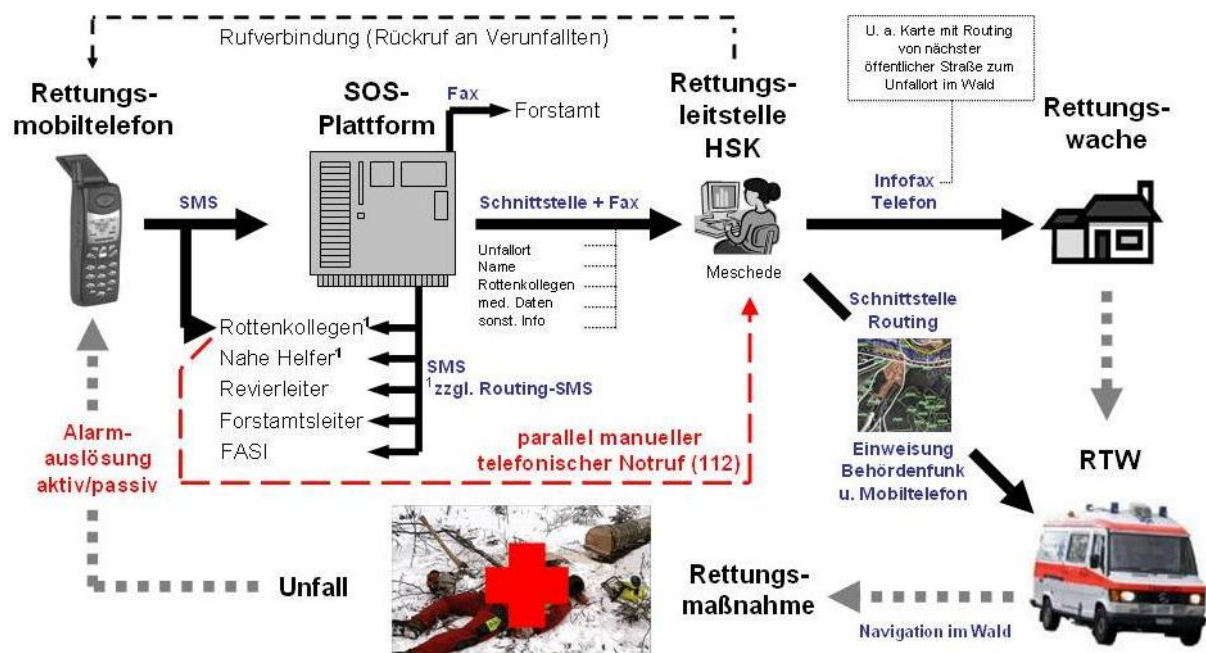 Rufverbindung (Rückruf an Verunfallten)
U. a. Karte mit Routing
von nächster
öffentlicher Straße zum
Unfallort im Wald
Rettungs-
mobiltelefon
SOS-
Plattform
Fax
Forstamt
Rettungs-
leitstelle
HSK
Rettungs-
wache
SMS
Schnittstelle + Fax
Infofax
Telefon
Unfallort
Name
Rottenkollegen
med. Daten
sonst. Info
Meschede
Rottenkollegen¹
Nahe Helfer¹
Revierleiter
Forstamtsleiter
FASI
SMS
¹zzgl. Routing-SMS
Schnittstelle
Routing
Alarm-
auslösung
aktiv/passiv
parallel manueller
telefonischer Notruf (112)
Einweisung
Behördenfunk
u. Mobiltelefon
RTW
Unfall
Rettungs-
maßnahme
Navigation im Wald